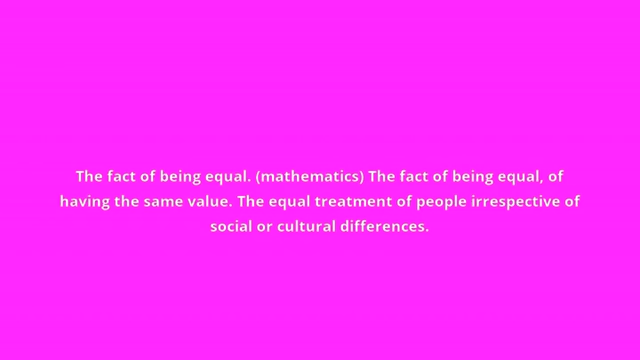 The fact of being equal. (mathematics) The fact of being equal, of
having the same value. The equal treatment of people irrespective of
social or cultural differences.